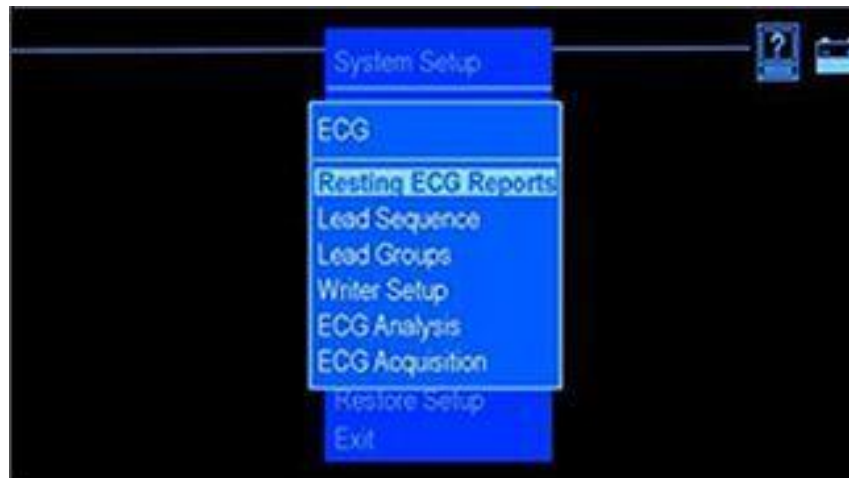 System Setup
?
ECG
Resting ECG Reports
Lead Sequence
Lead Groups
Writer Setup
ECG Analysis
ECG Acquisition
Restore Setup
Exit